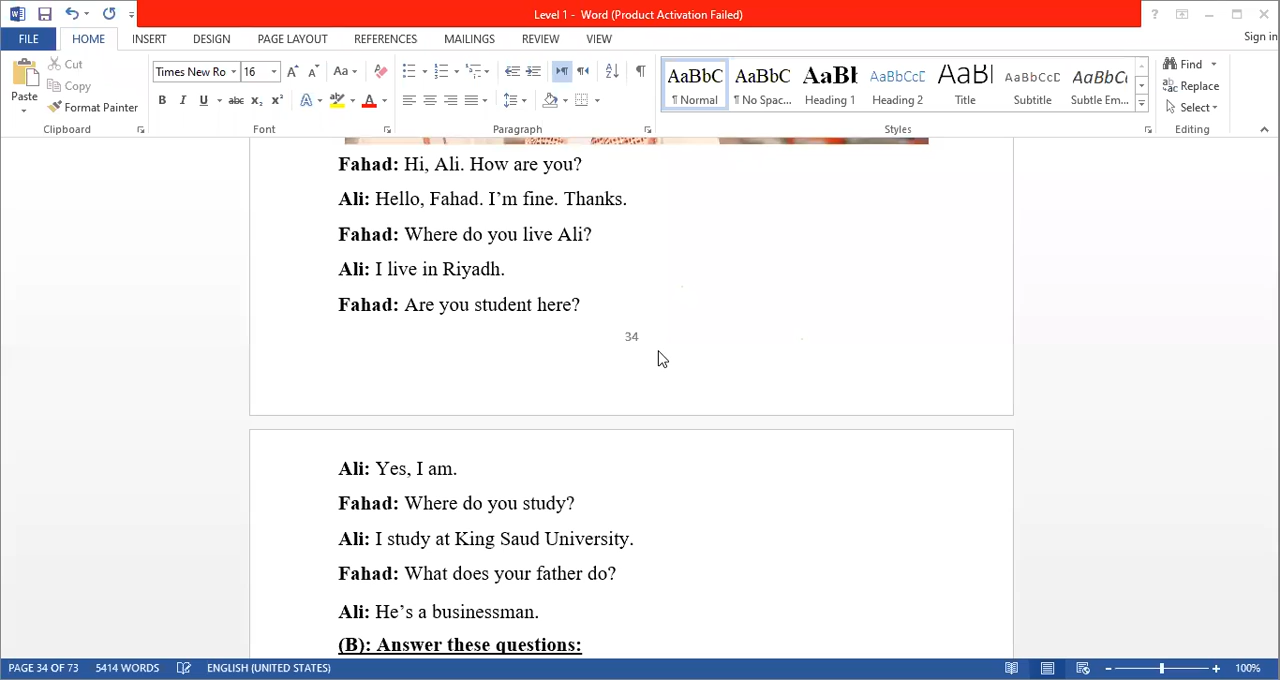 Level 1 - Word (Product Activation Failed)
FILE HOME INSERT DESIGN PAGE LAYOUT REFERENCES MAILINGS REVIEW VIEW Sign in
Paste Cut Copy Format Painter
Times New Ro 16
AaBbC AaBbC AaBb AaBbCcD AaBb AaBbCcD AaBbCc
¶ Normal ¶ No Spac... Heading 1 Heading 2 Title Subtitle Subtle Em...
Find Replace Select
Clipboard Font Paragraph Styles Editing
Fahad: Hi, Ali. How are you?
Ali: Hello, Fahad. I’m fine. Thanks.
Fahad: Where do you live Ali?
Ali: I live in Riyadh.
Fahad: Are you student here?
34
Ali: Yes, I am.
Fahad: Where do you study?
Ali: I study at King Saud University.
Fahad: What does your father do?
Ali: He’s a businessman.
(B): Answer these questions:
PAGE 34 OF 73 5414 WORDS ENGLISH (UNITED STATES) 100%